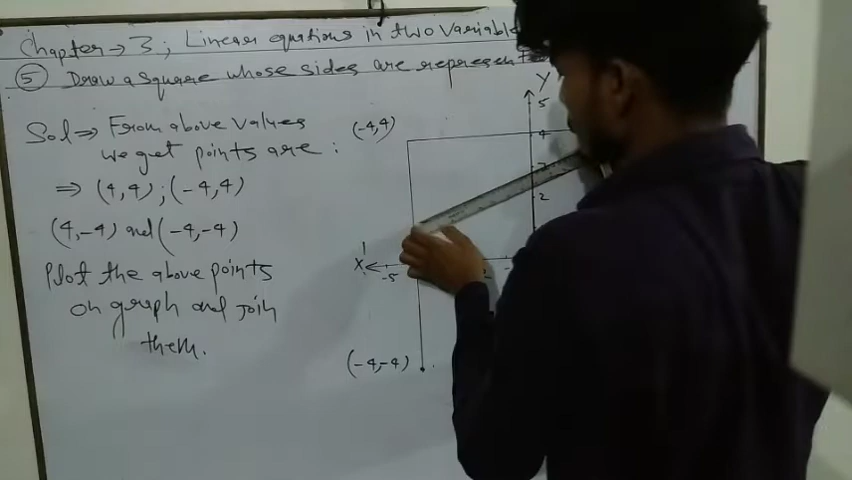 Chapter → 3 ; Linear equations in two Variable
⑤ Draw a square whose sides are represent
Sol ⇒ From above values
we get points are :
⇒ (4,4) ; (-4,4)
(4,-4) and (-4,-4)
Plot the above points
on graph and join
them.
(-4,4)
Y
5
4
3
2
X'
-5
(-4,-4)